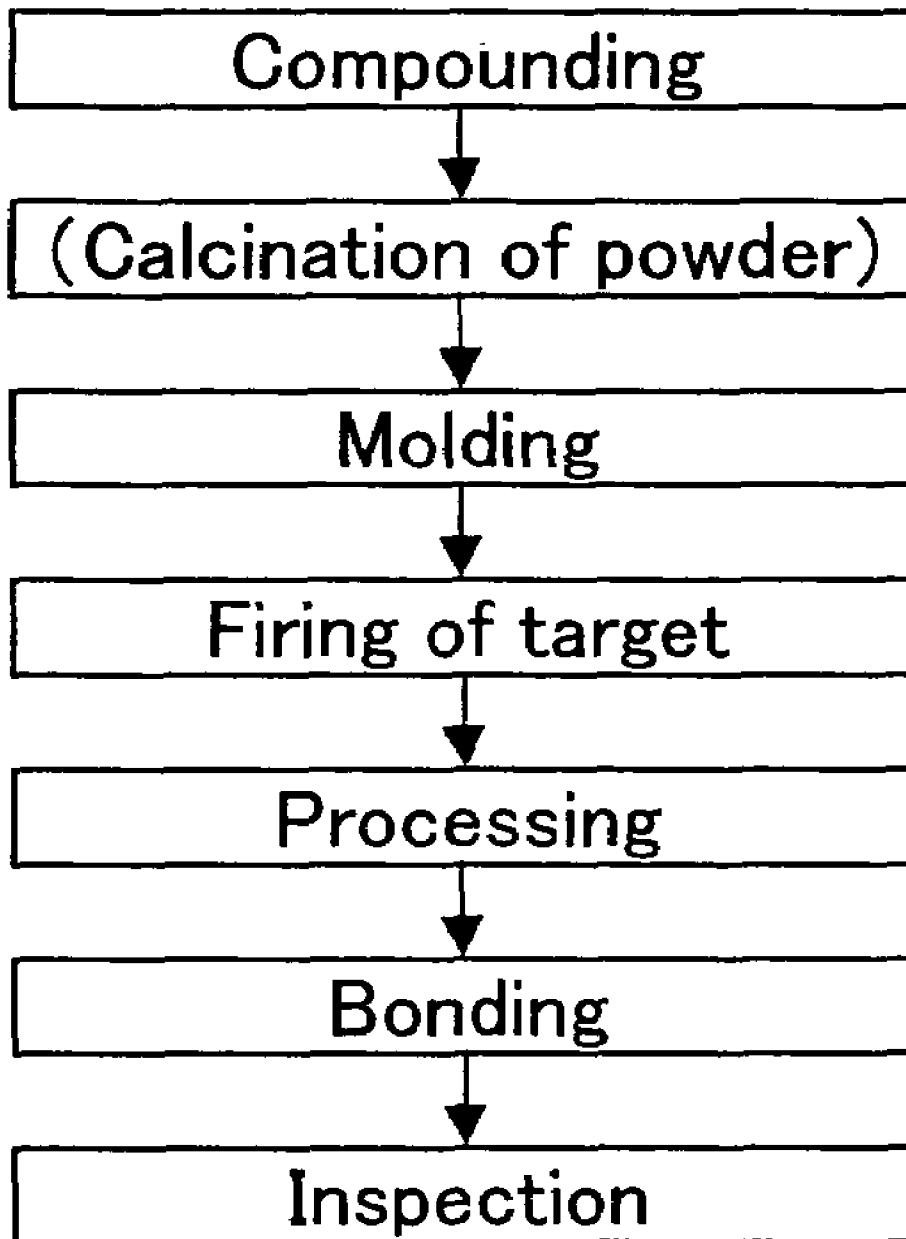 Compounding
(Calcination of powder)
Molding
Firing of target
Processing
Bonding
Inspection